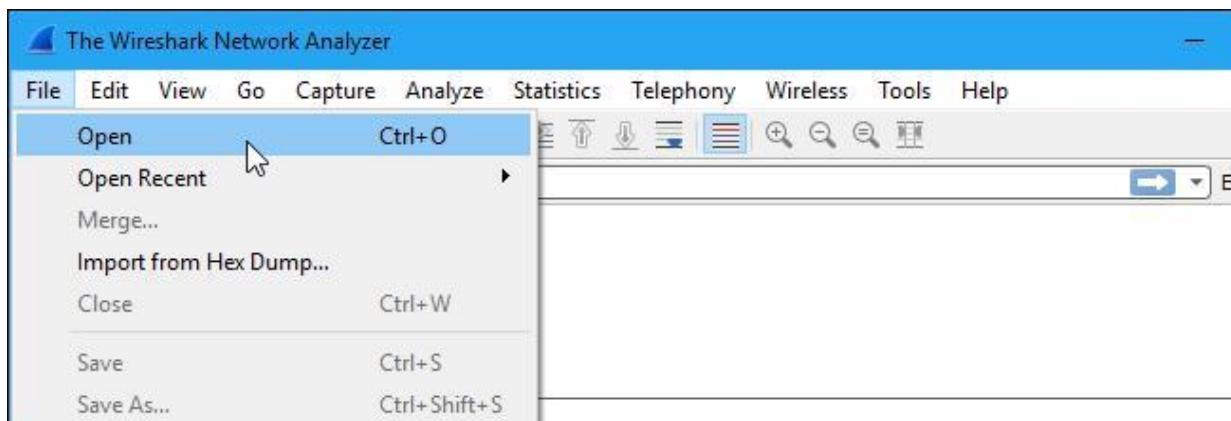 The Wireshark Network Analyzer
File Edit View Go Capture Analyze Statistics Telephony Wireless Tools Help
Open Ctrl+O
Open Recent
Merge...
Import from Hex Dump...
Close Ctrl+W
Save Ctrl+S
Save As... Ctrl+Shift+S